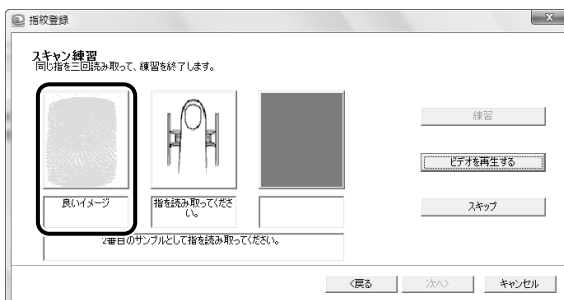 指紋登録
スキャン練習
同じ指を三回読み取って、練習を終了します。
練習
ビデオを再生する
良いイメージ
指を読み取ってくださ
い。
スキップ
2番目のサンプルとして指を読み取ってください。
<戻る
次へ>
キャンセル